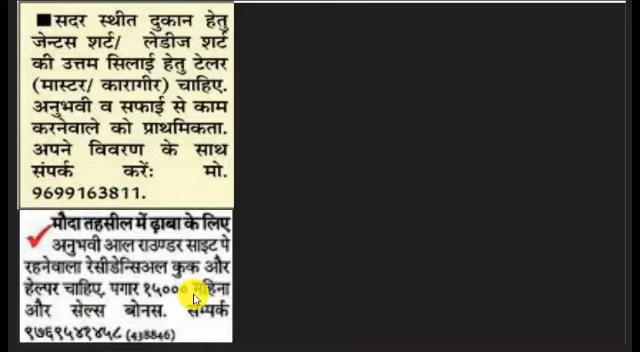 ■सदर स्थीत दुकान हेतु
जेन्टस शर्ट/ लेडीज शर्ट
की उत्तम सिलाई हेतु टेलर
(मास्टर/ कारागीर) चाहिए.
अनुभवी व सफाई से काम
करनेवाले को प्राथमिकता.
अपने विवरण के साथ
संपर्क करें: मो.
9699163811.
मौदा तहसील में ढ़ाबा के लिए
अनुभवी आल राउण्डर साइट पे
रहनेवाला रेसीडेन्सिअल कुक और
हेल्पर चाहिए. पगार १५००० महिना
और सेल्स बोनस. सम्पर्क
९७६९५४१४५८ (438846)